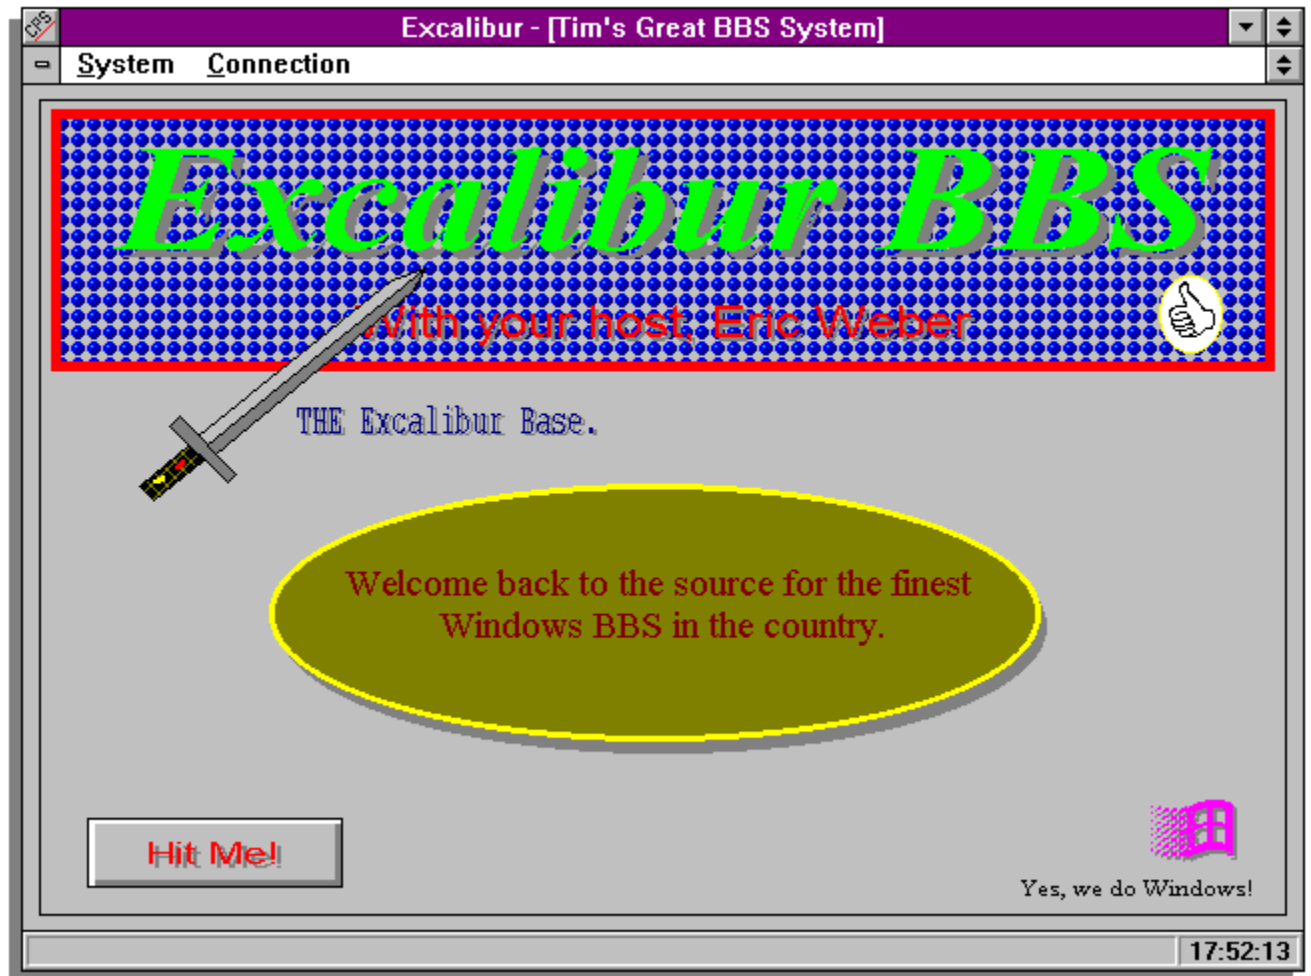 CPS
Excalibur - [Tim's Great BBS System]
System Connection
Excalibur BBS
With your host, Eric Weber
THE Excalibur Base.
Welcome back to the source for the finest
Windows BBS in the country.
Hit Me!
Yes, we do Windows!
17:52:13